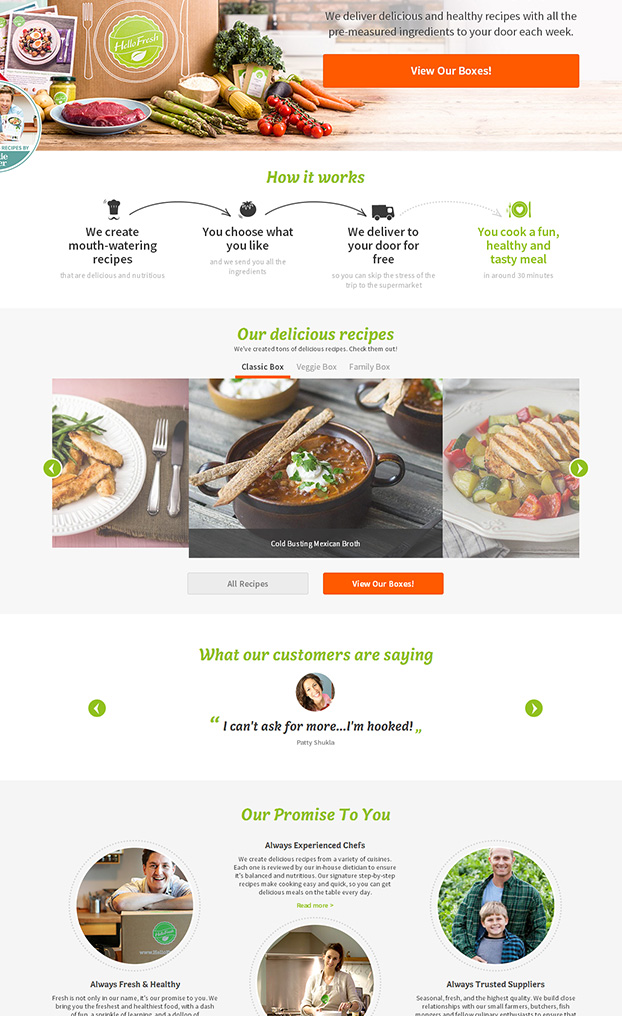 We deliver delicious and healthy recipes with all the
pre-measured ingredients to your door each week.
HelloFresh
View Our Boxes!
RECIPES BY
How it works
We create
mouth-watering
recipes
that are delicious and nutritious
You choose what
you like
and we send you all the
ingredients
We deliver to
your door for
free
so you can skip the stress of the
trip to the supermarket
You cook a fun,
healthy and
tasty meal
in around 30 minutes
Our delicious recipes
We've created tons of delicious recipes. Check them out!
Classic Box Veggie Box Family Box
Cold Busting Mexican Broth
All Recipes View Our Boxes!
What our customers are saying
“ I can't ask for more...I'm hooked! „
Patty Shukla
Our Promise To You
Always Experienced Chefs
We create delicious recipes from a variety of cuisines.
Each one is reviewed by our in-house dietician to ensure
it's balanced and nutritious. Our signature step-by-step
recipes make cooking easy and quick, so you can get
delicious meals on the table every day.
Read more >
HelloFresh
Always Fresh & Healthy
Fresh is not only in our name, it's our promise to you. We
bring you the freshest and healthiest food, with a dash
of fun, a sprinkle of learning, and a dollop of
Always Trusted Suppliers
Seasonal, fresh, and the highest quality. We build close
relationships with our small farmers, butchers, fish
mongers and fellow culinary enthusiasts to ensure that